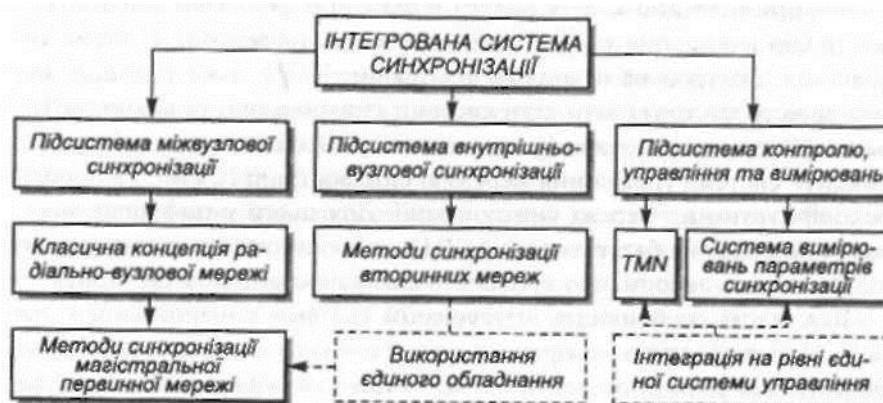 ІНТЕГРОВАНА СИСТЕМА
СИНХРОНІЗАЦІЇ
Підсистема міжвузлової
синхронізації
Підсистема внутрішньо-
вузлової синхронізації
Підсистема контролю,
управління та вимірювань
Класична концепція ра-
діально-вузлової мережі
Методи синхронізації
вторинних мереж
TMN
Система вимірю-
вань параметрів
синхронізації
Методи синхронізації
магістральної
первинної мережі
Використання
єдиного обладнання
Інтеграція на рівні єди-
ної системи управління